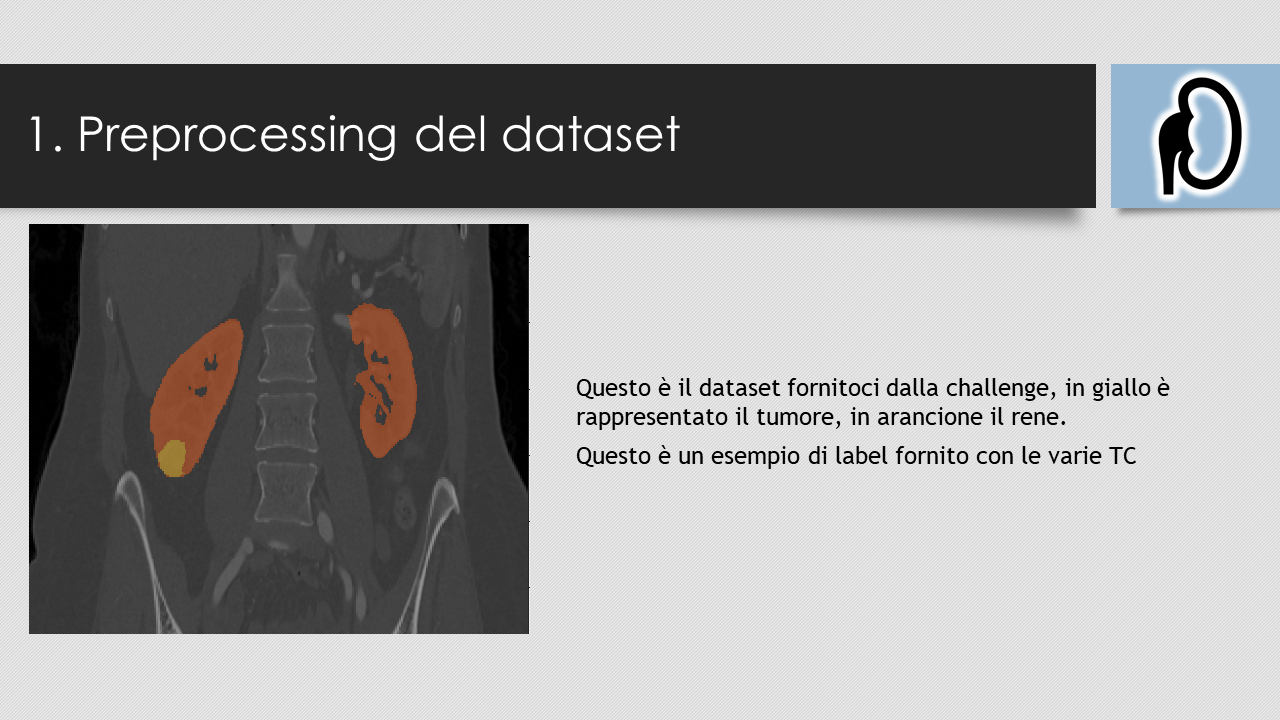 1. Preprocessing del dataset
Questo è il dataset fornitoci dalla challenge, in giallo è
rappresentato il tumore, in arancione il rene.
Questo è un esempio di label fornito con le varie TC